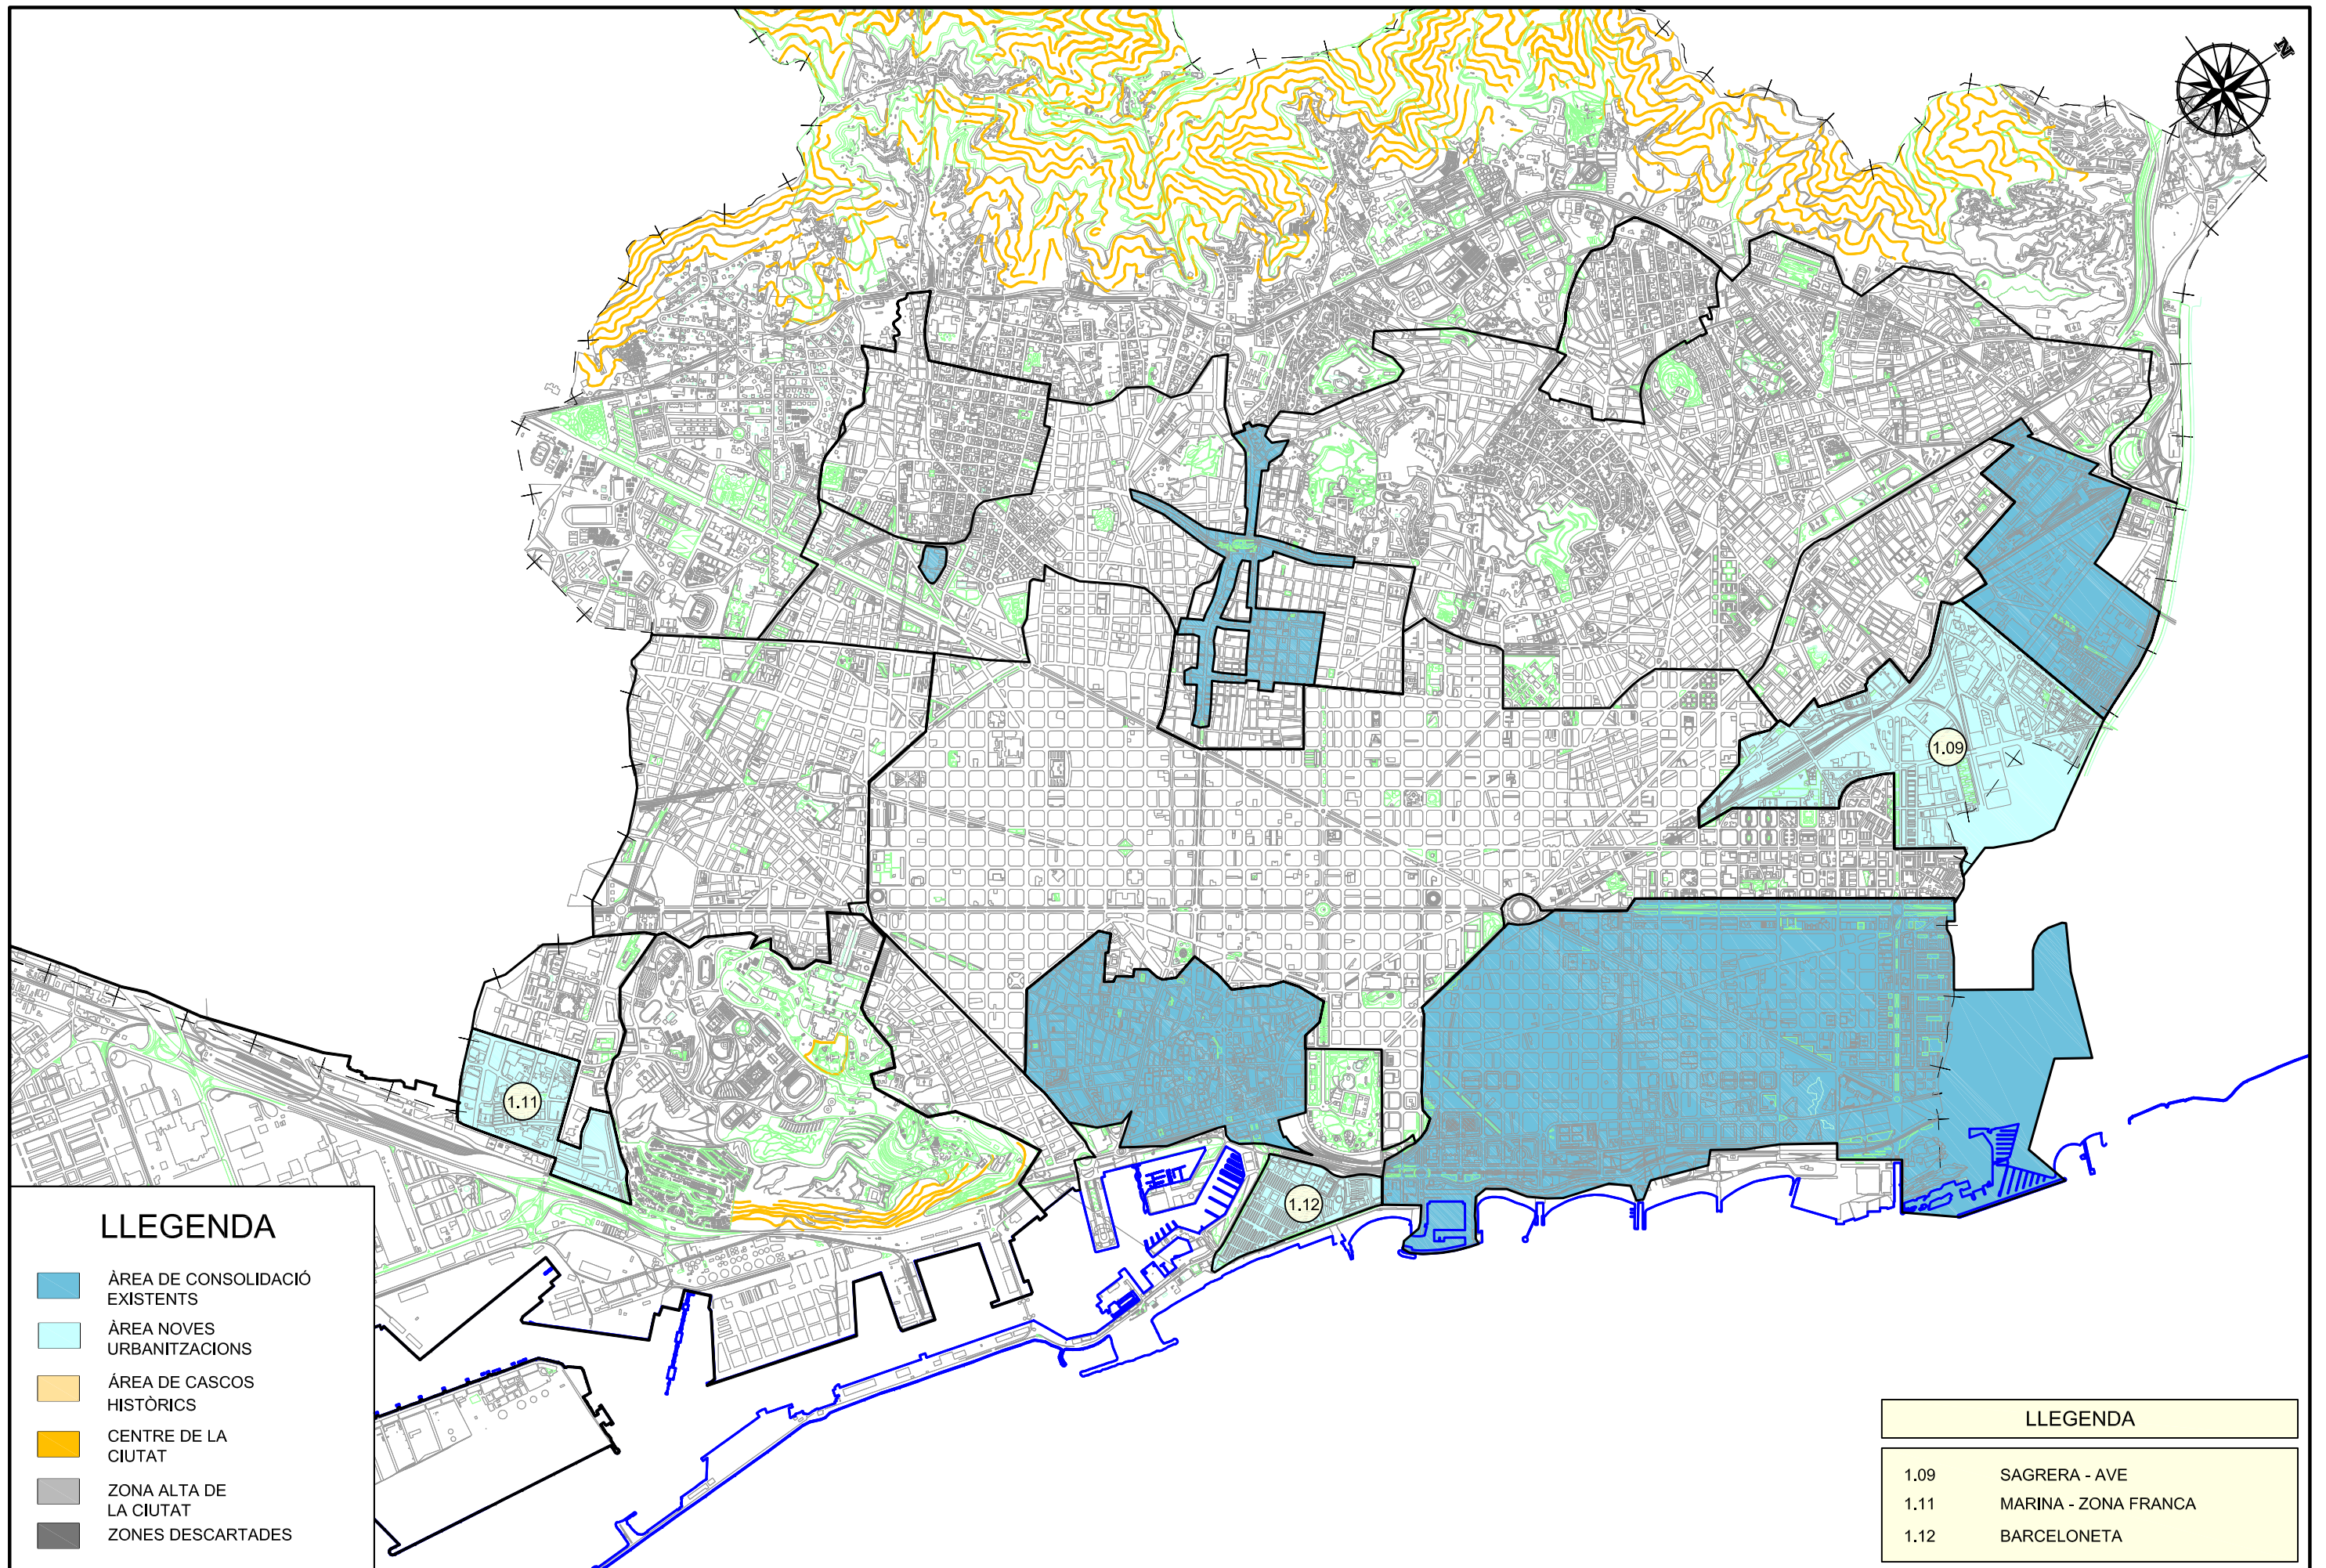 N
1.09
1.11
1.12
LLEGENDA
ÀREA DE CONSOLIDACIÓ
EXISTENTS
ÀREA NOVES
URBANITZACIONS
ÁREA DE CASCOS
HISTÒRICS
CENTRE DE LA
CIUTAT
ZONA ALTA DE
LA CIUTAT
ZONES DESCARTADES
LLEGENDA
1.09 SAGRERA - AVE
1.11 MARINA - ZONA FRANCA
1.12 BARCELONETA